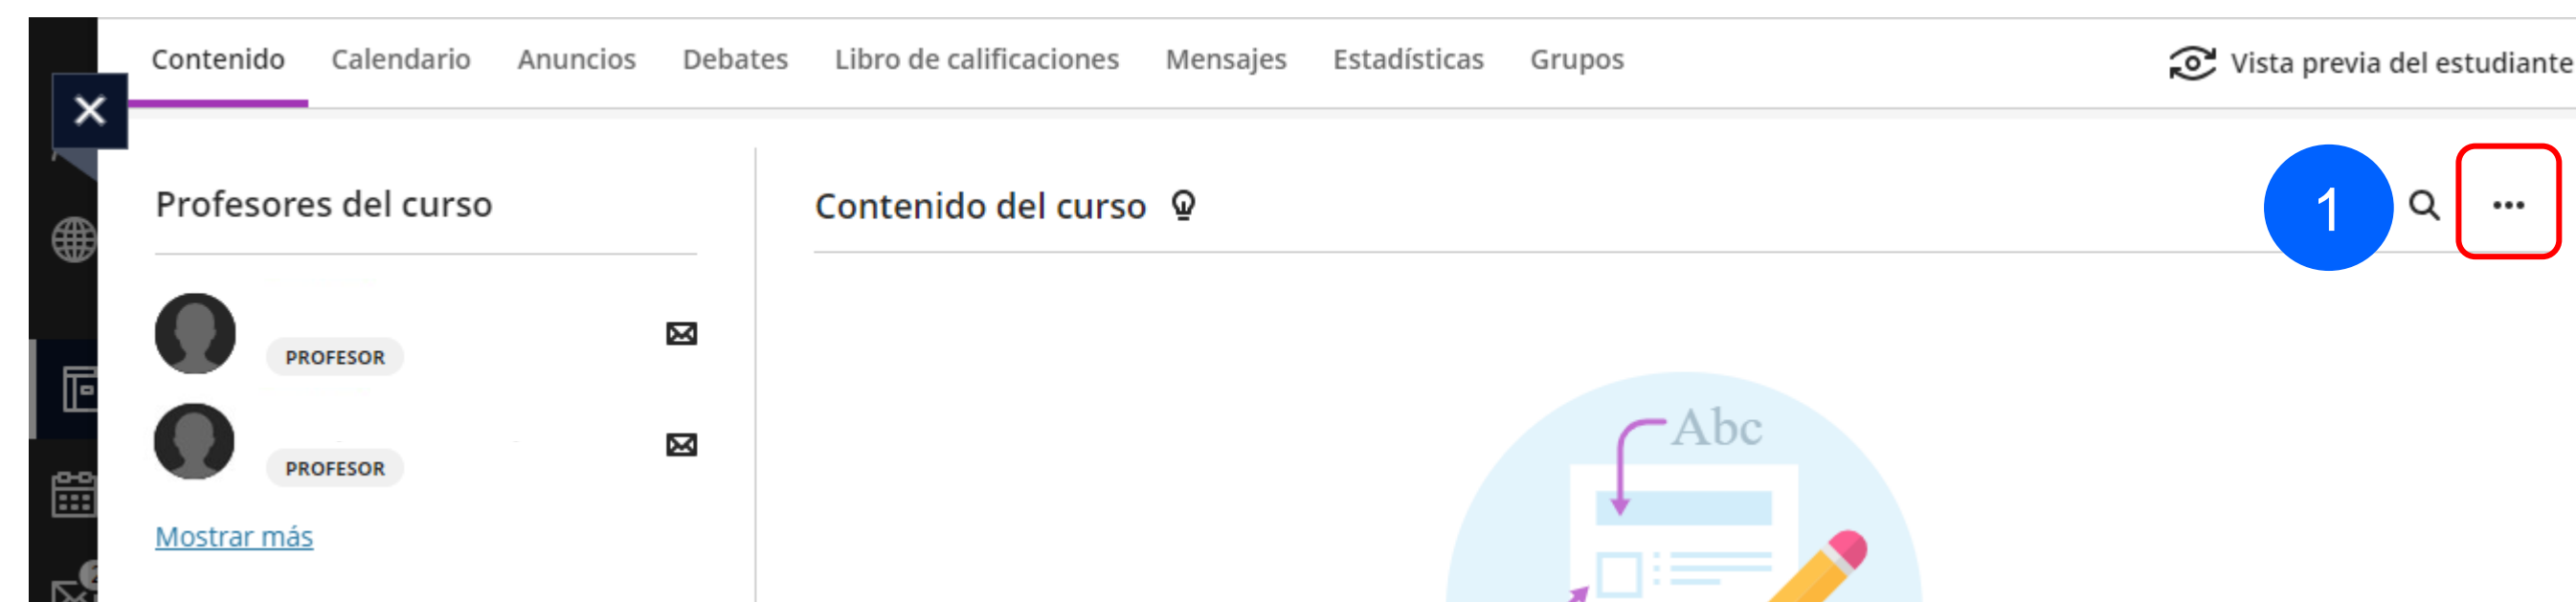 Contenido Calendario Anuncios Debates Libro de calificaciones Mensajes Estadísticas Grupos Vista previa del estudiante
Profesores del curso
PROFESOR
PROFESOR
Mostrar más
Contenido del curso
1
Abc